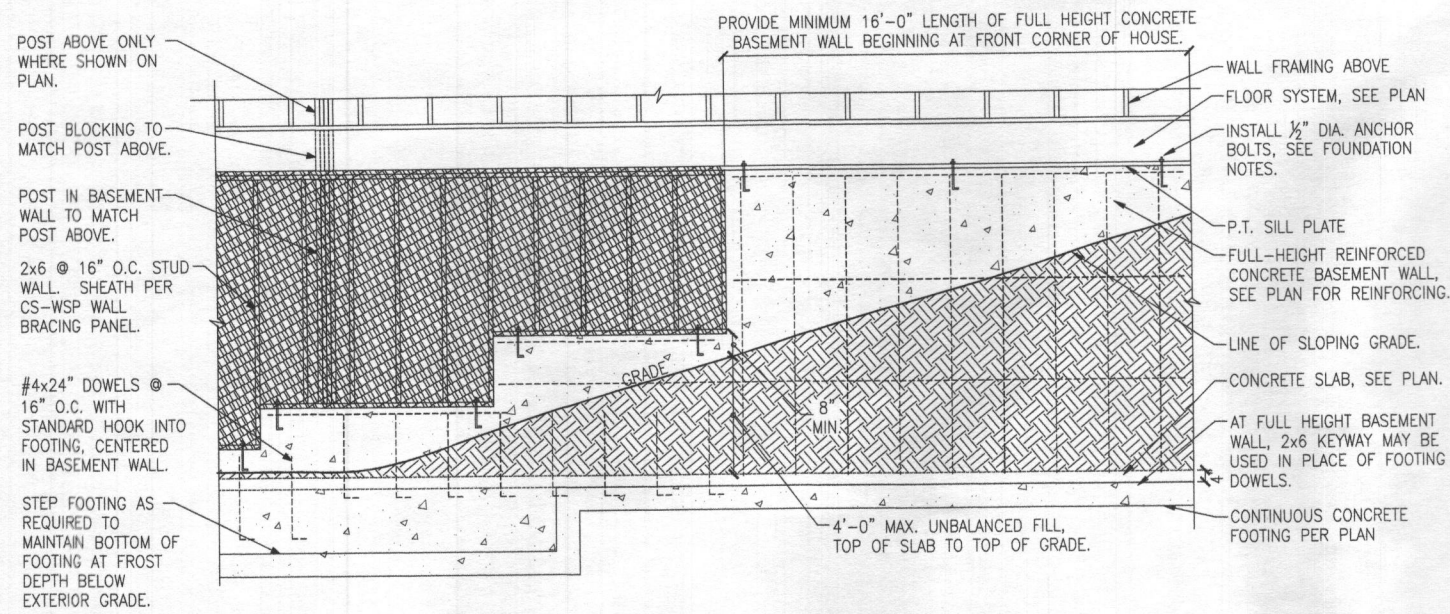 PROVIDE MINIMUM 16'-0" LENGTH OF FULL HEIGHT CONCRETE
BASEMENT WALL BEGINNING AT FRONT CORNER OF HOUSE.
POST ABOVE ONLY
WHERE SHOWN ON
PLAN.
POST BLOCKING TO
MATCH POST ABOVE.
POST IN BASEMENT
WALL TO MATCH
POST ABOVE.
2x6 @ 16" O.C. STUD
WALL. SHEATH PER
CS-WSP WALL
BRACING PANEL.
#4x24" DOWELS @
16" O.C. WITH
STANDARD HOOK INTO
FOOTING, CENTERED
IN BASEMENT WALL.
STEP FOOTING AS
REQUIRED TO
MAINTAIN BOTTOM OF
FOOTING AT FROST
DEPTH BELOW
EXTERIOR GRADE.
GRADE
8"
MIN.
4'-0" MAX. UNBALANCED FILL,
TOP OF SLAB TO TOP OF GRADE.
WALL FRAMING ABOVE
FLOOR SYSTEM, SEE PLAN
INSTALL ½" DIA. ANCHOR
BOLTS, SEE FOUNDATION
NOTES.
P.T. SILL PLATE
FULL-HEIGHT REINFORCED
CONCRETE BASEMENT WALL,
SEE PLAN FOR REINFORCING.
LINE OF SLOPING GRADE.
CONCRETE SLAB, SEE PLAN.
AT FULL HEIGHT BASEMENT
WALL, 2x6 KEYWAY MAY BE
USED IN PLACE OF FOOTING
DOWELS.
4"
CONTINUOUS CONCRETE
FOOTING PER PLAN